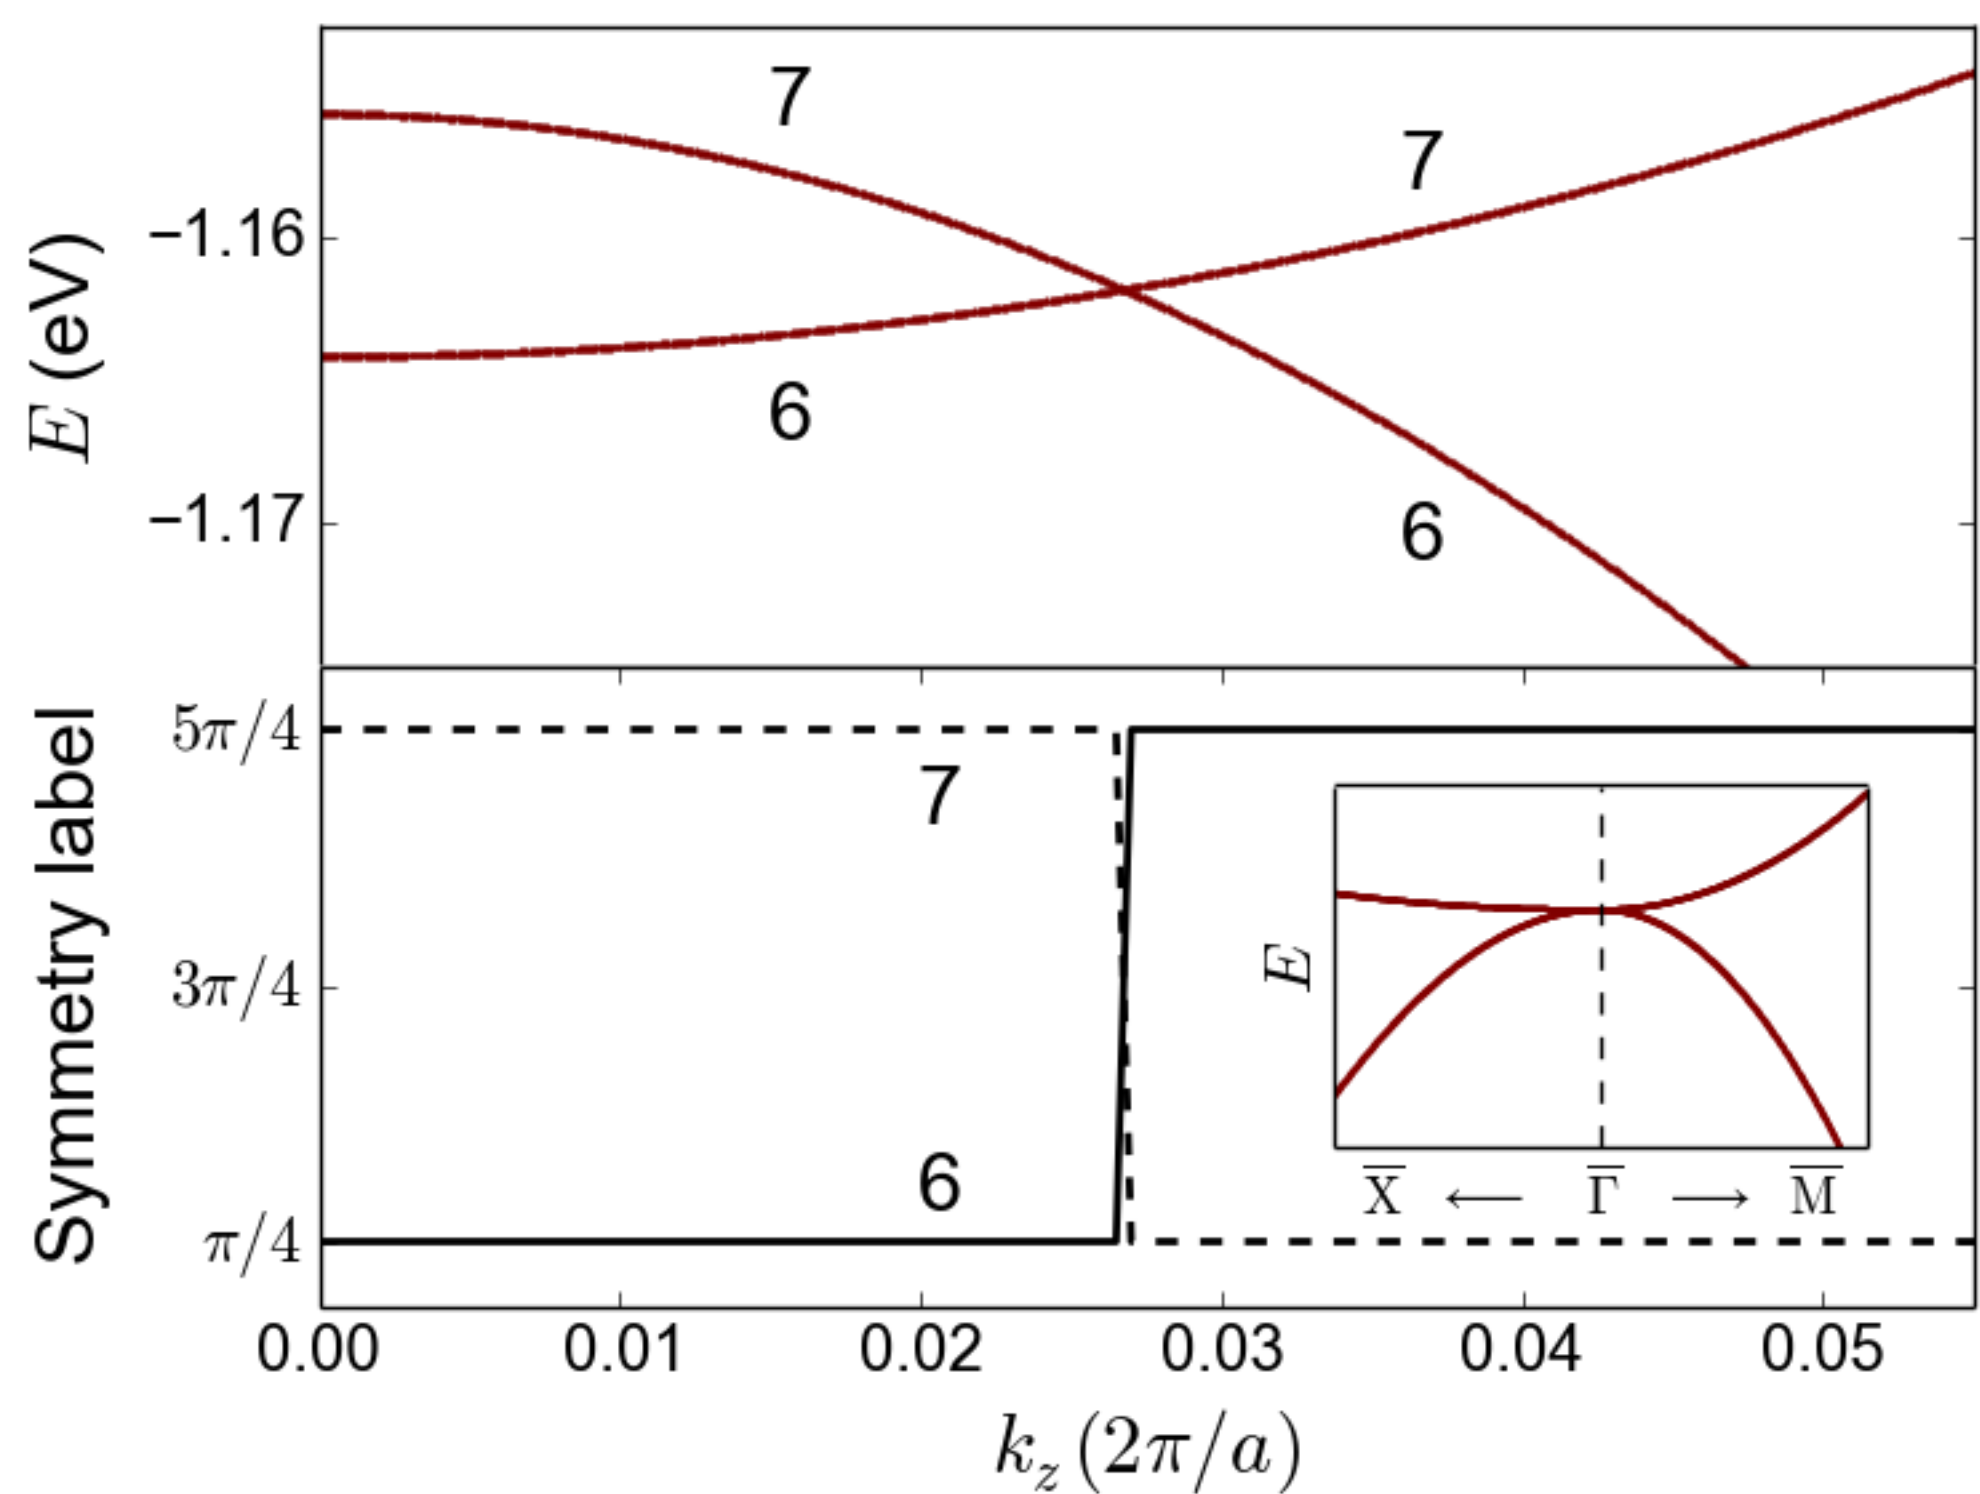 7
7
−1.16
E (eV)
6
−1.17
6
5π/4
7
Symmetry label
3π/4
E
6
X ← Γ → M
π/4
0.00 0.01 0.02 0.03 0.04 0.05
k_z (2π/a)